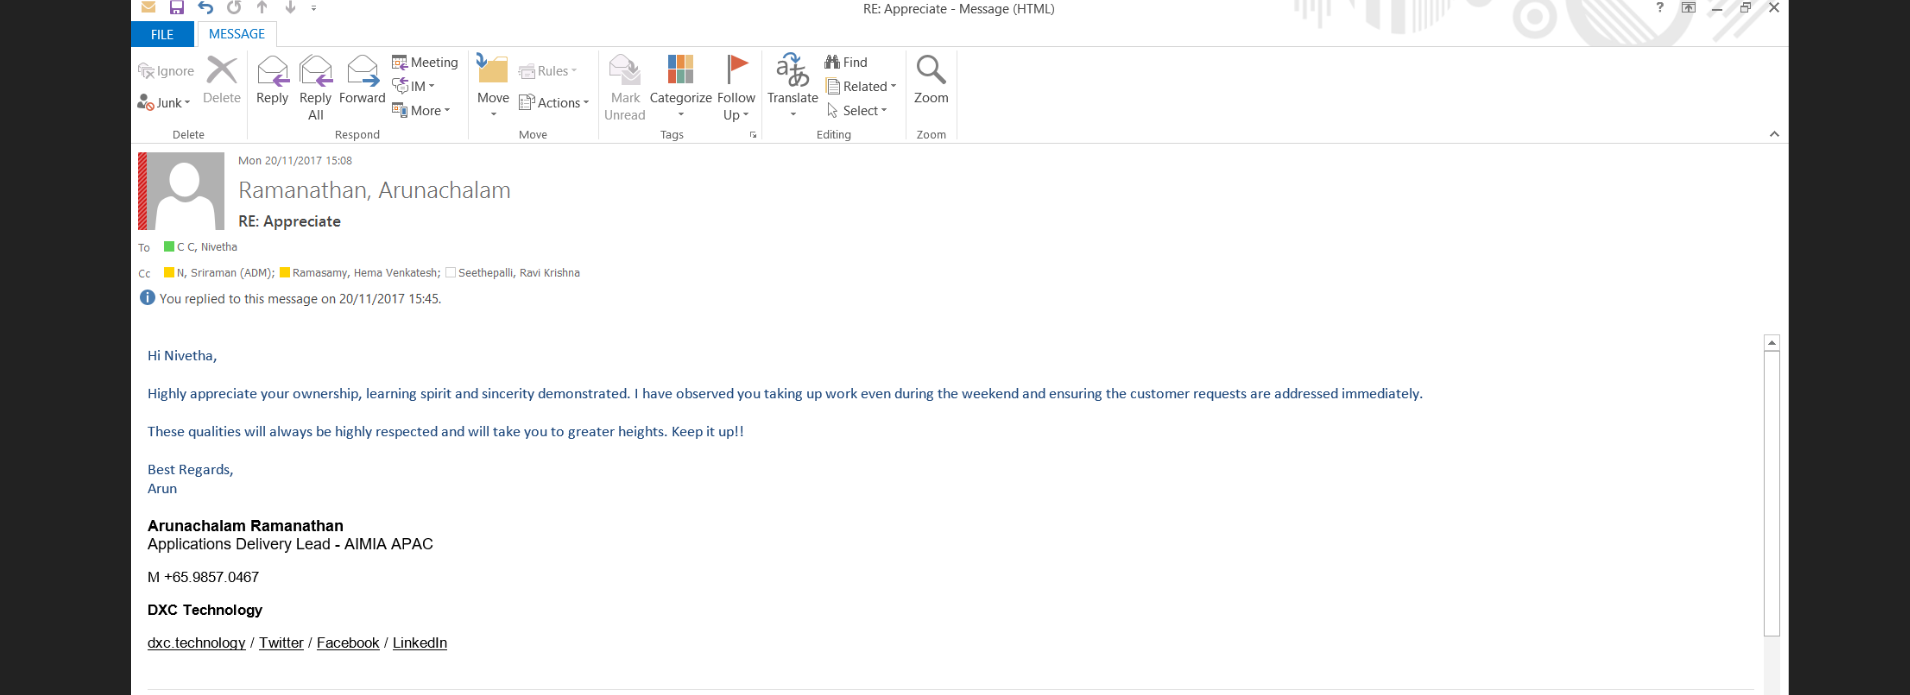 RE: Appreciate - Message (HTML)
?
FILE
MESSAGE
Ignore
Junk
Delete
Delete
Reply
Reply All
Forward
Meeting
IM
More
Respond
Move
Rules
Actions
Move
Mark Unread
Categorize
Follow Up
Tags
Translate
Find
Related
Select
Editing
Zoom
Zoom
Mon 20/11/2017 15:08
Ramanathan, Arunachalam
RE: Appreciate
To C C, Nivetha
Cc N, Sriraman (ADM); Ramasamy, Hema Venkatesh; Seethepalli, Ravi Krishna
You replied to this message on 20/11/2017 15:45.
Hi Nivetha,
Highly appreciate your ownership, learning spirit and sincerity demonstrated. I have observed you taking up work even during the weekend and ensuring the customer requests are addressed immediately.
These qualities will always be highly respected and will take you to greater heights. Keep it up!!
Best Regards,
Arun
Arunachalam Ramanathan
Applications Delivery Lead - AIMIA APAC
M +65.9857.0467
DXC Technology
dxc.technology / Twitter / Facebook / LinkedIn